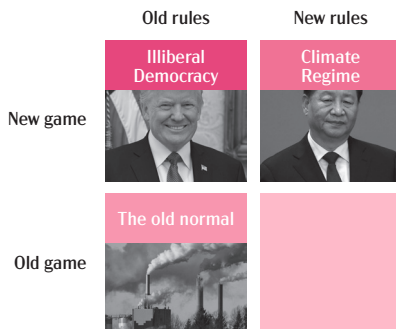 Old rules
New rules
Illiberal
Democracy
Climate
Regime
New game
The old normal
Old game